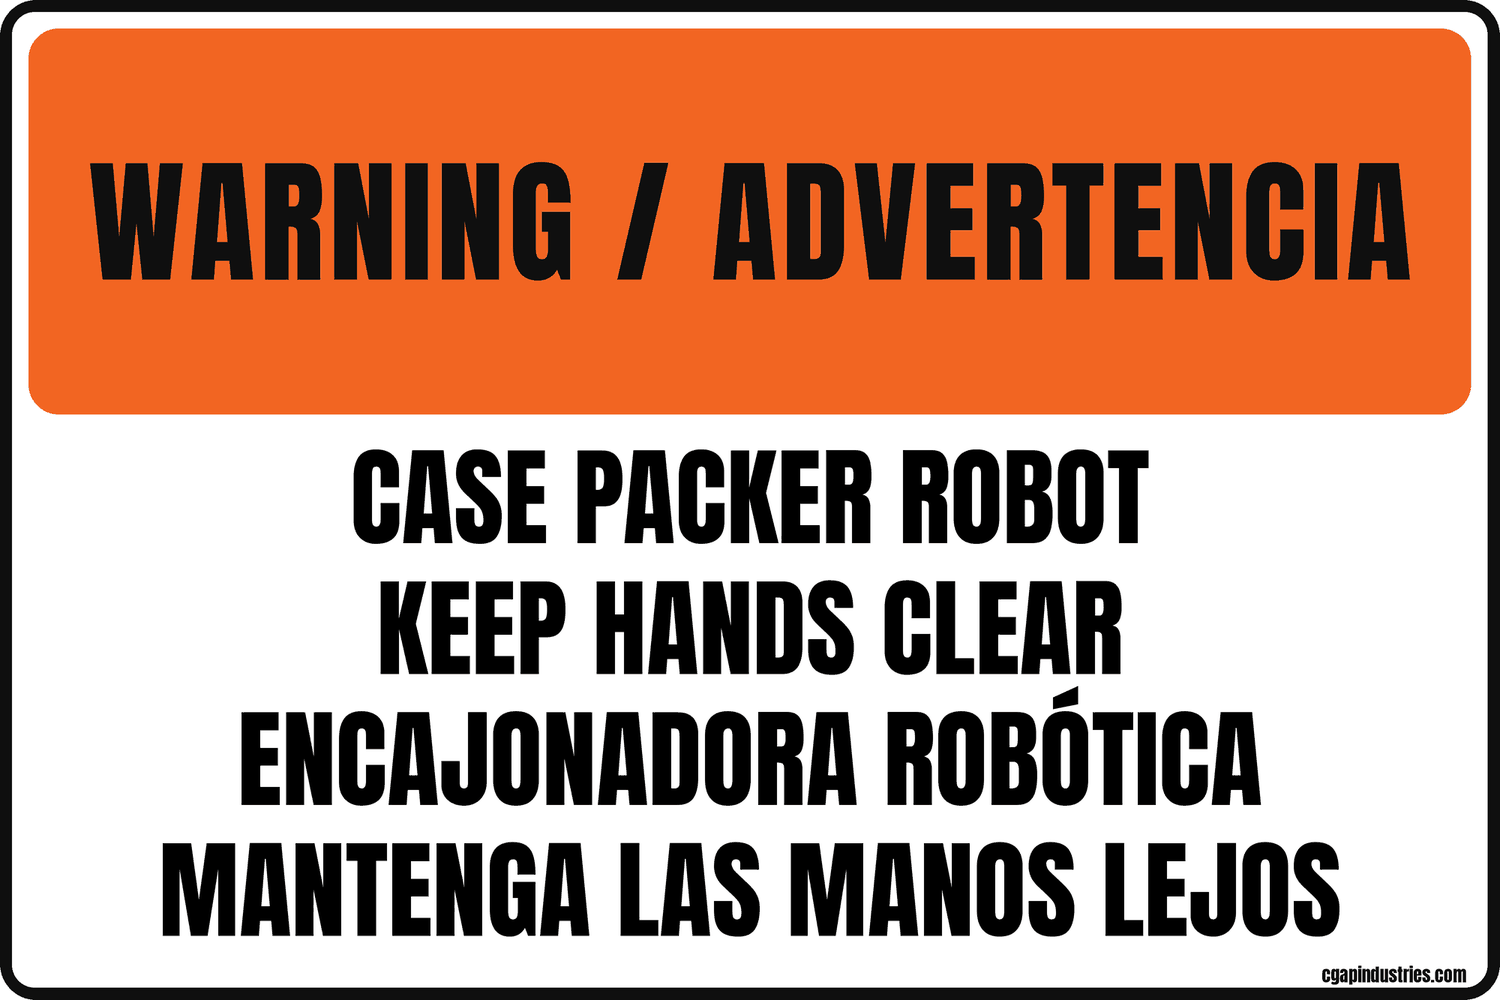 WARNING / ADVERTENCIA
CASE PACKER ROBOT
KEEP HANDS CLEAR
ENCAJONADORA ROBÓTICA
MANTENGA LAS MANOS LEJOS
cgapindustries.com